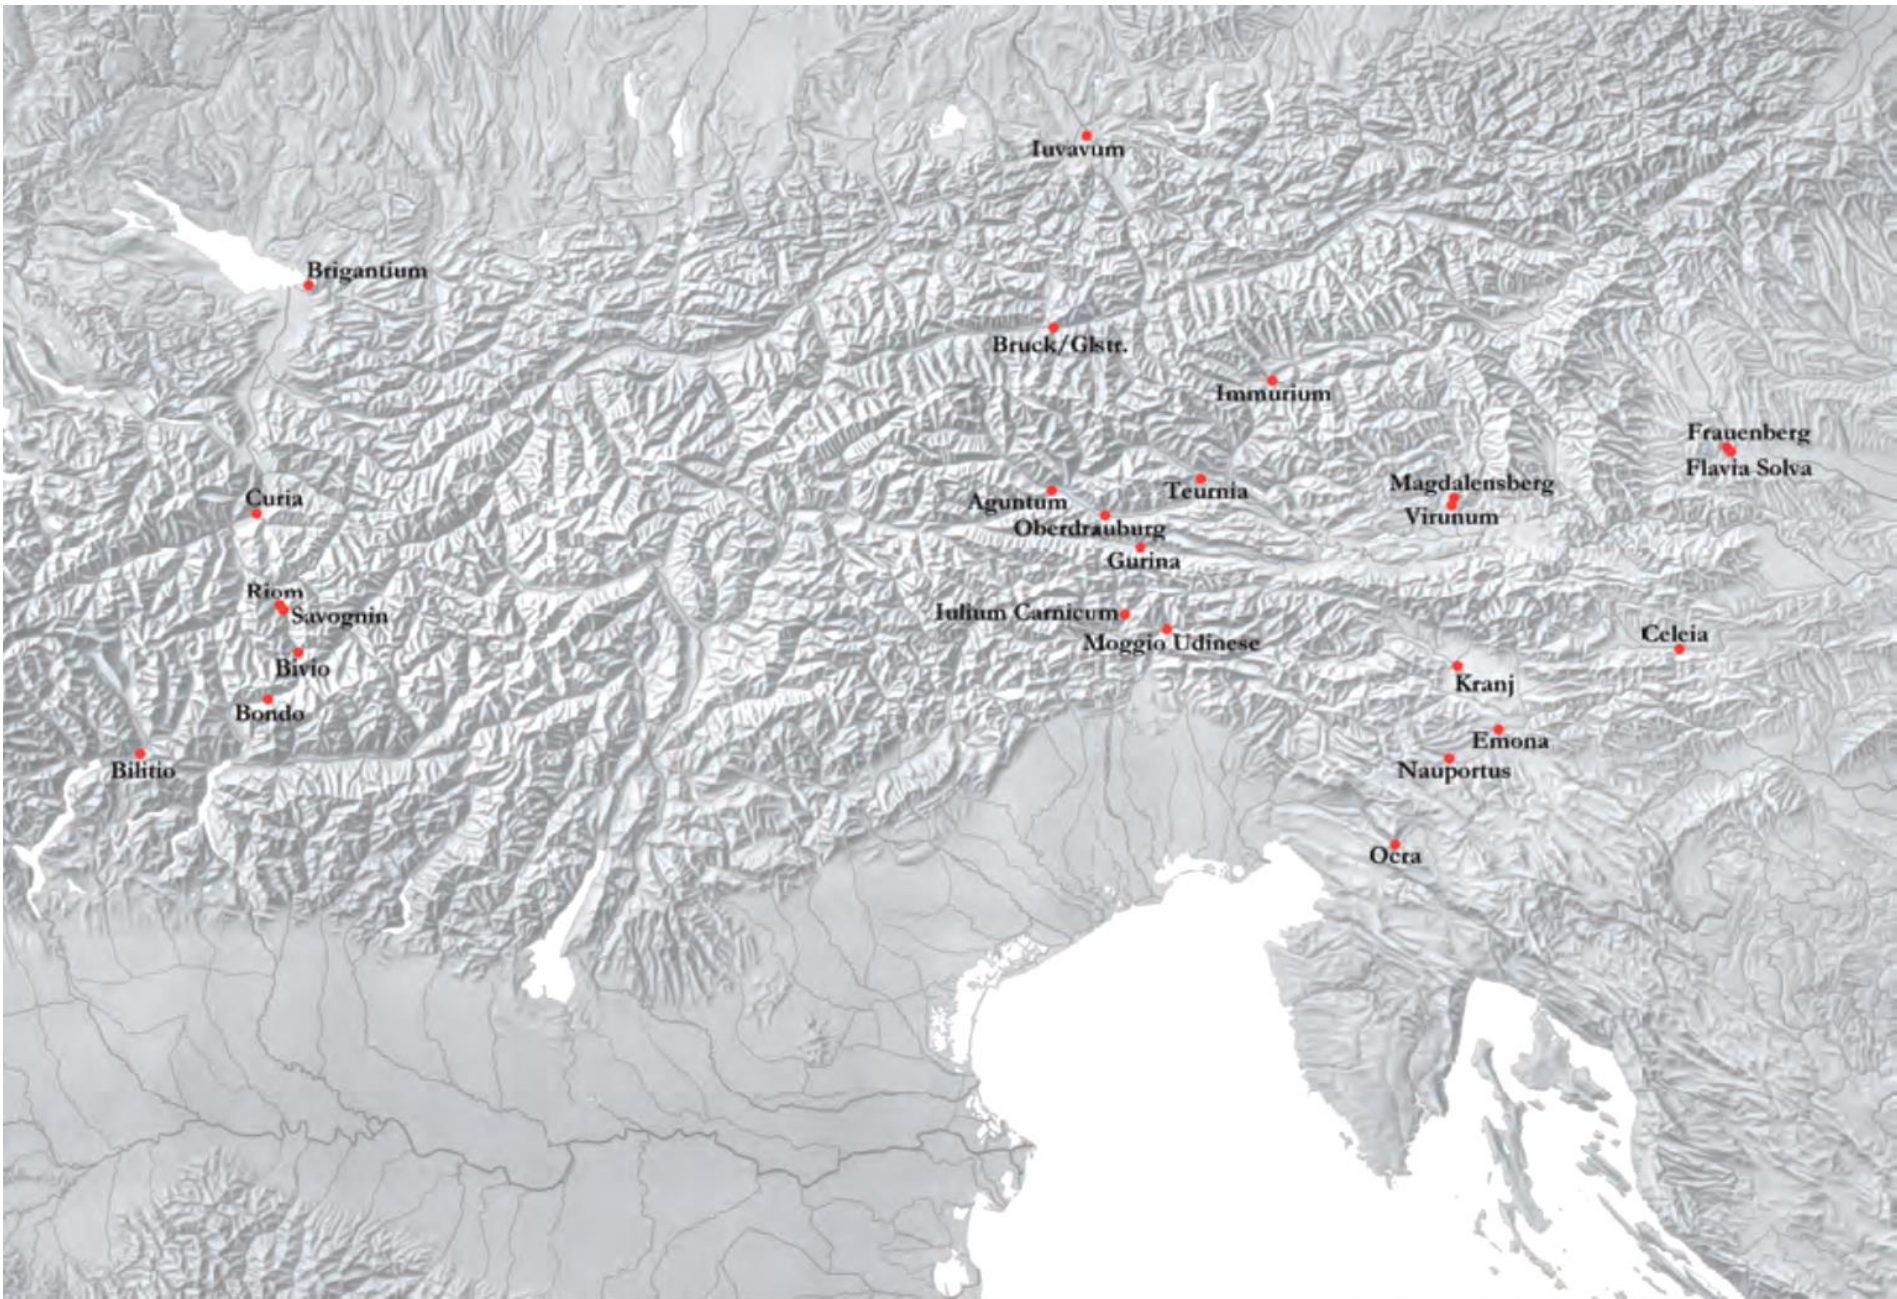 Iuvavum
Brigantium
Bruck/Glstr.
Immurium
Frauenberg
Flavia Solva
Magdalensberg
Virunum
Teurnia
Curia
Aguntum
Oberdrauburg
Gurina
Riom
Savognin
Iulium Carnicum
Moggio Udinese
Celeia
Bivio
Kranj
Bondo
Emona
Bilitio
Nauportus
Ocra